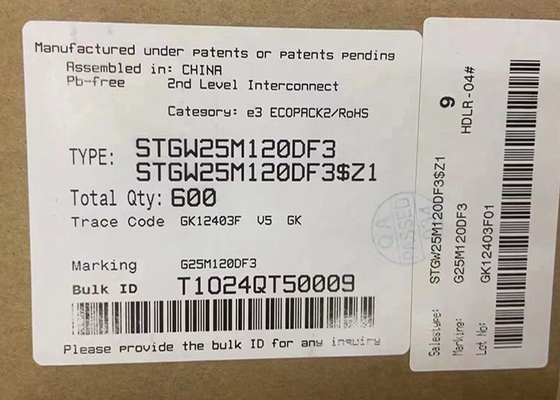 Manufactured under patents or patents pending
Assembled in: CHINA
Pb-free 2nd Level Interconnect
Category: e3 ECOPACK2/RoHS
TYPE: STGW25M120DF3
STGW25M120DF3$Z1
Total Qty: 600
Trace Code GK12403F V5 GK
Marking G25M120DF3
Bulk ID T1024QT50009
Please provide the bulk ID for any inquiry
QA
PASSED
9
HDLR-04#
Salestype: STGW25M120DF3$Z1
Marking: G25M120DF3
Lot No: GK12403F01